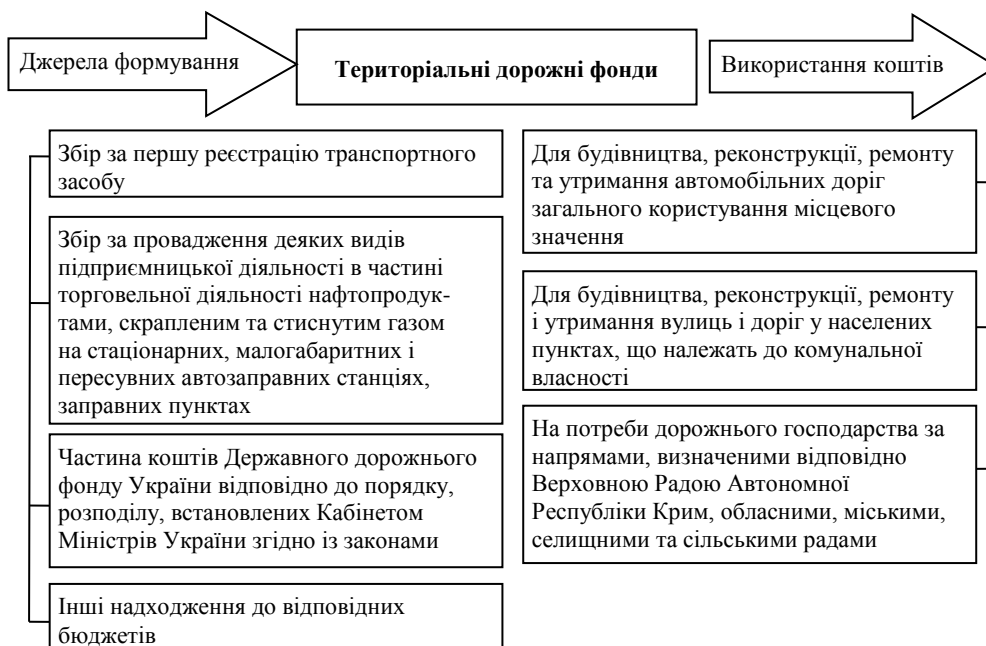 Джерела формування
Територіальні дорожні фонди
Використання коштів
Збір за першу реєстрацію транспортного
засобу
Збір за провадження деяких видів
підприємницької діяльності в частині
торговельної діяльності нафтопродук-
тами, скрапленим та стиснутим газом
на стаціонарних, малогабаритних і
пересувних автозаправних станціях,
заправних пунктах
Частина коштів Державного дорожнього
фонду України відповідно до порядку,
розподілу, встановлених Кабінетом
Міністрів України згідно із законами
Інші надходження до відповідних
бюджетів
Для будівництва, реконструкції, ремонту
та утримання автомобільних доріг
загального користування місцевого
значення
Для будівництва, реконструкції, ремонту
і утримання вулиць і доріг у населених
пунктах, що належать до комунальної
власності
На потреби дорожнього господарства за
напрямами, визначеними відповідно
Верховною Радою Автономної
Республіки Крим, обласними, міськими,
селищними та сільськими радами